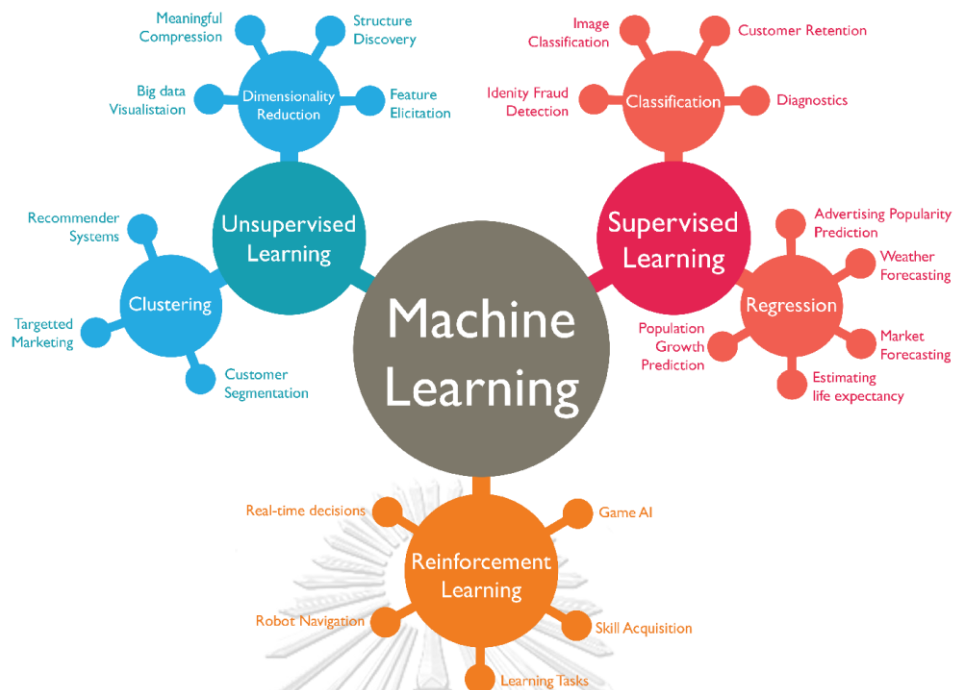 Meaningful
Compression
Structure
Discovery
Big data
Visualistaion
Dimensionality
Reduction
Feature
Elicitation
Image
Classification
Customer Retention
Idenity Fraud
Detection
Classification
Diagnostics
Recommender
Systems
Unsupervised
Learning
Clustering
Targetted
Marketing
Customer
Segmentation
Machine
Learning
Supervised
Learning
Advertising Popularity
Prediction
Weather
Forecasting
Regression
Population
Growth
Prediction
Market
Forecasting
Estimating
life expectancy
Real-time decisions
Game AI
Reinforcement
Learning
Robot Navigation
Skill Acquisition
Learning Tasks